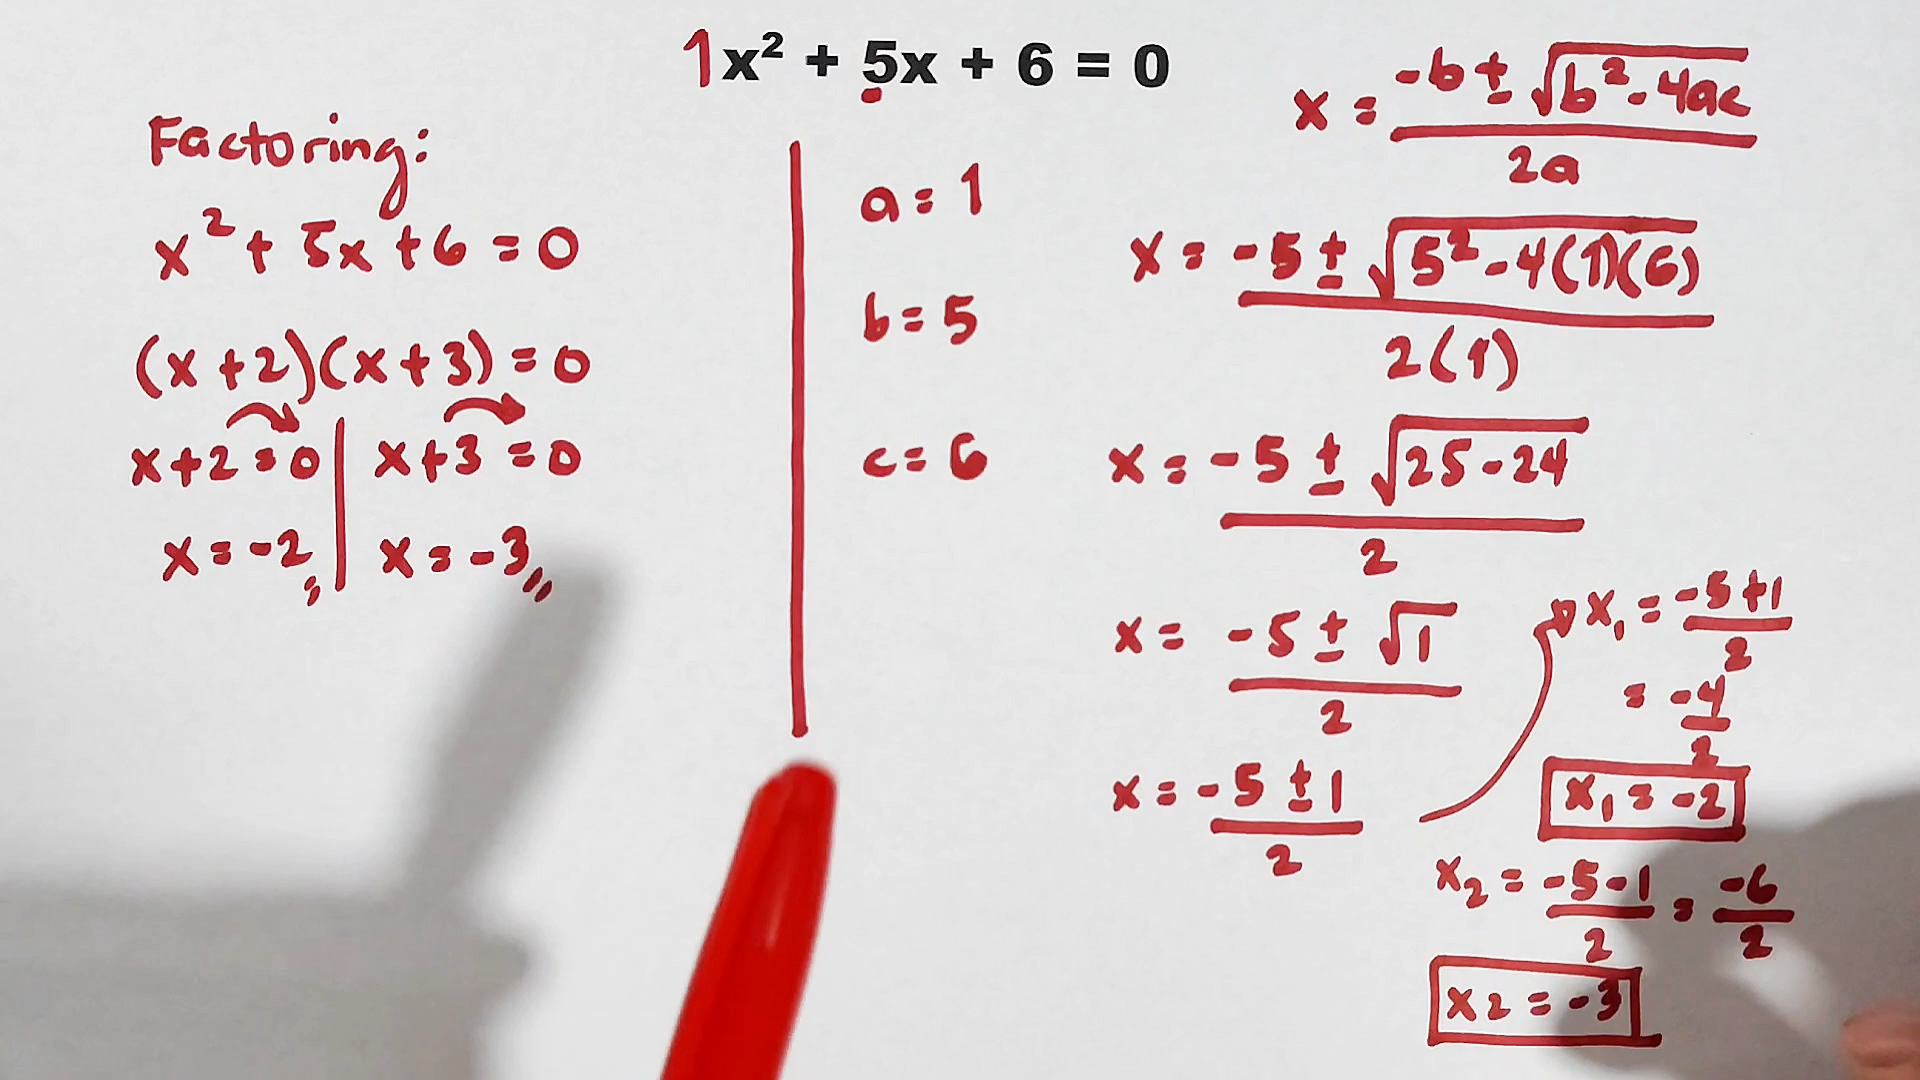 1x² + 5x + 6 = 0
Factoring:
x² + 5x + 6 = 0
(x + 2)(x + 3) = 0
x + 2 = 0 | x + 3 = 0
x = -2 | x = -3
a = 1
b = 5
c = 6
x = (-b ± √(b² - 4ac)) / 2a
x = (-5 ± √(5² - 4(1)(6))) / 2(1)
x = (-5 ± √(25 - 24)) / 2
x = (-5 ± √1) / 2
x = (-5 ± 1) / 2
x₁ = (-5 + 1) / 2
= -4 / 2
x₁ = -2
x₂ = (-5 - 1) / 2 = -6 / 2
x2 = -3